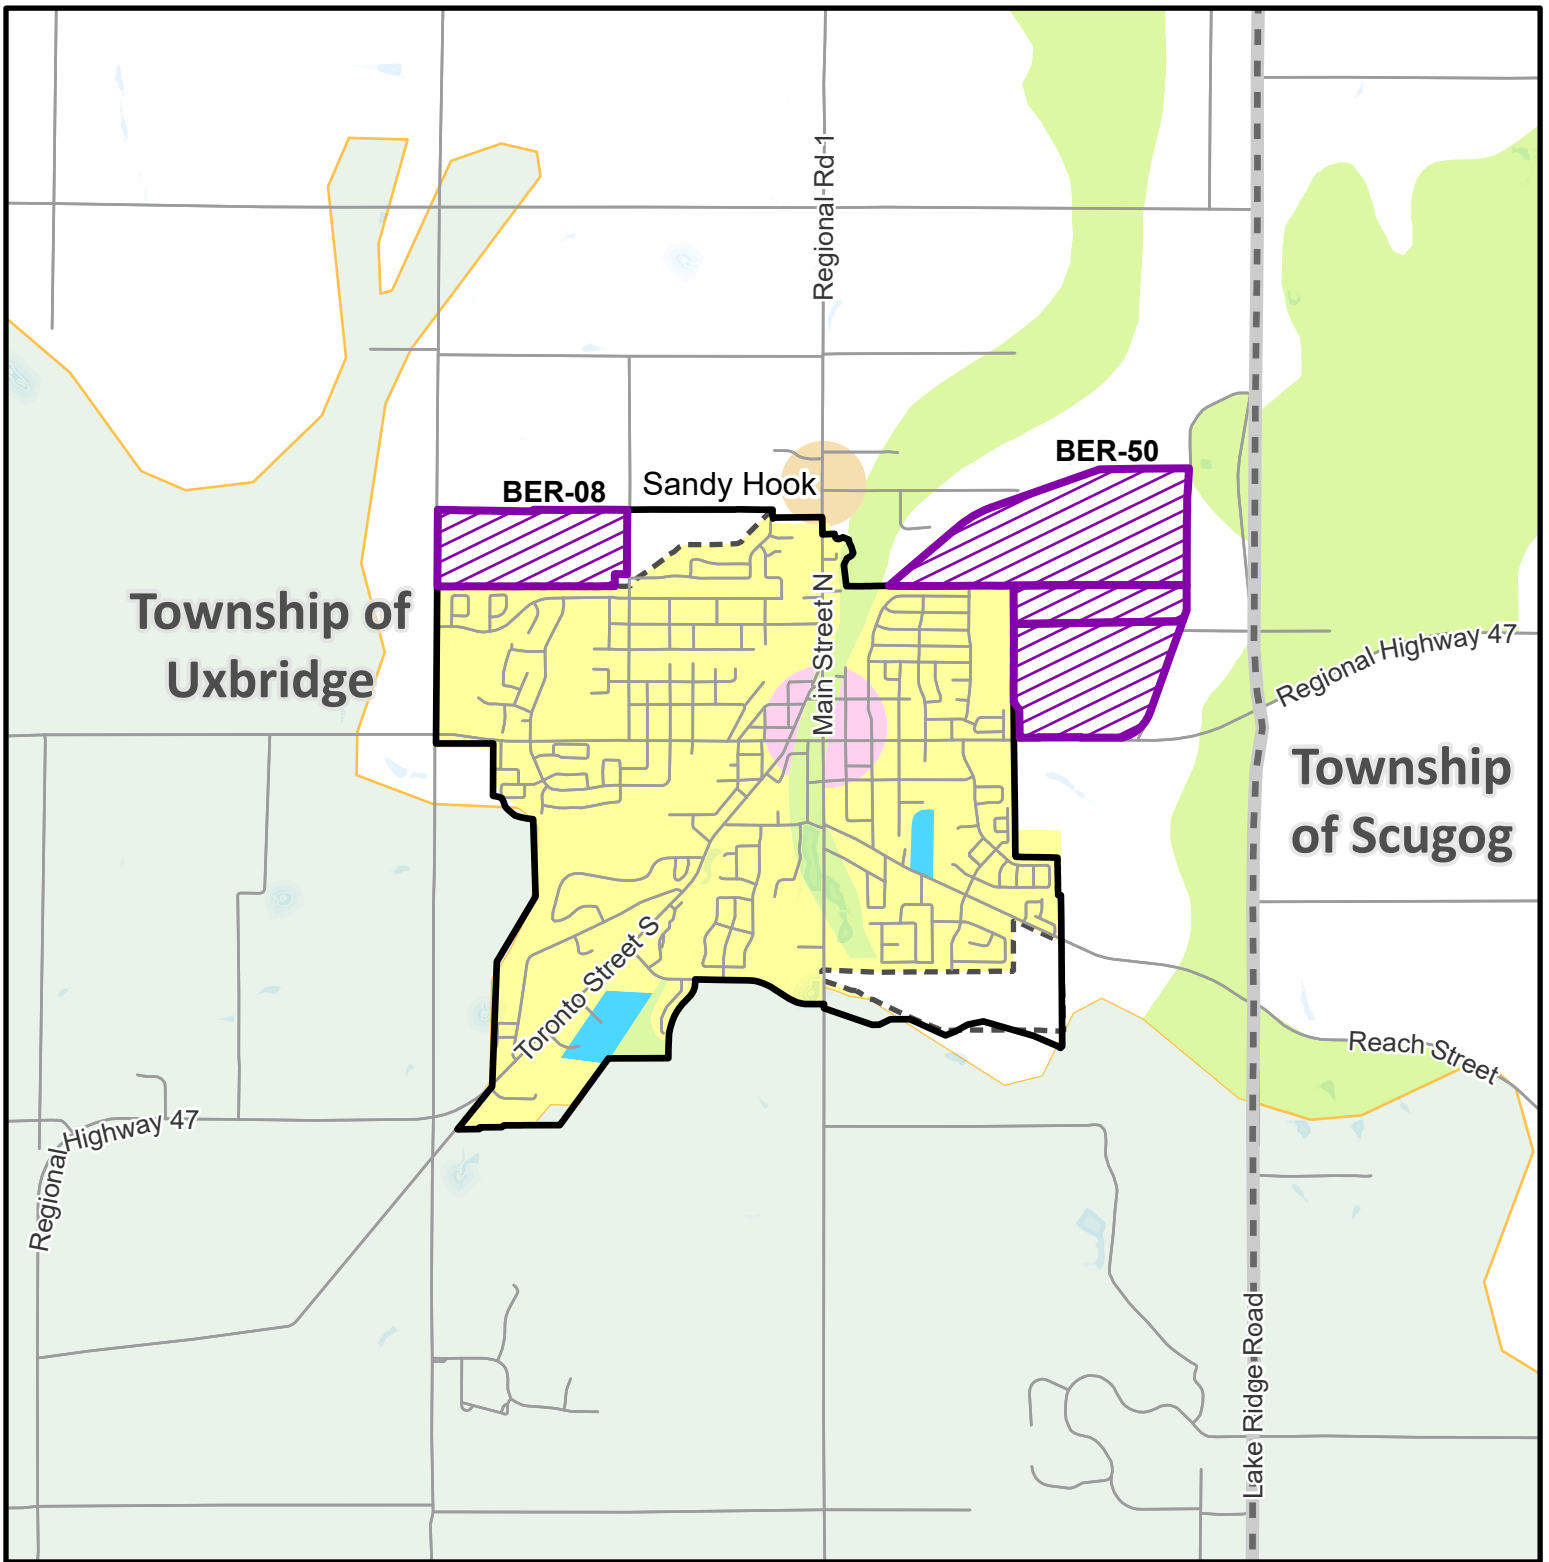 Regional Rd 1
BER-50
BER-08
Sandy Hook
Township of
Uxbridge
Main Street N
Regional Highway 47
Township
of Scugog
Toronto Street S
Reach Street
Regional Highway 47
Lake Ridge Road